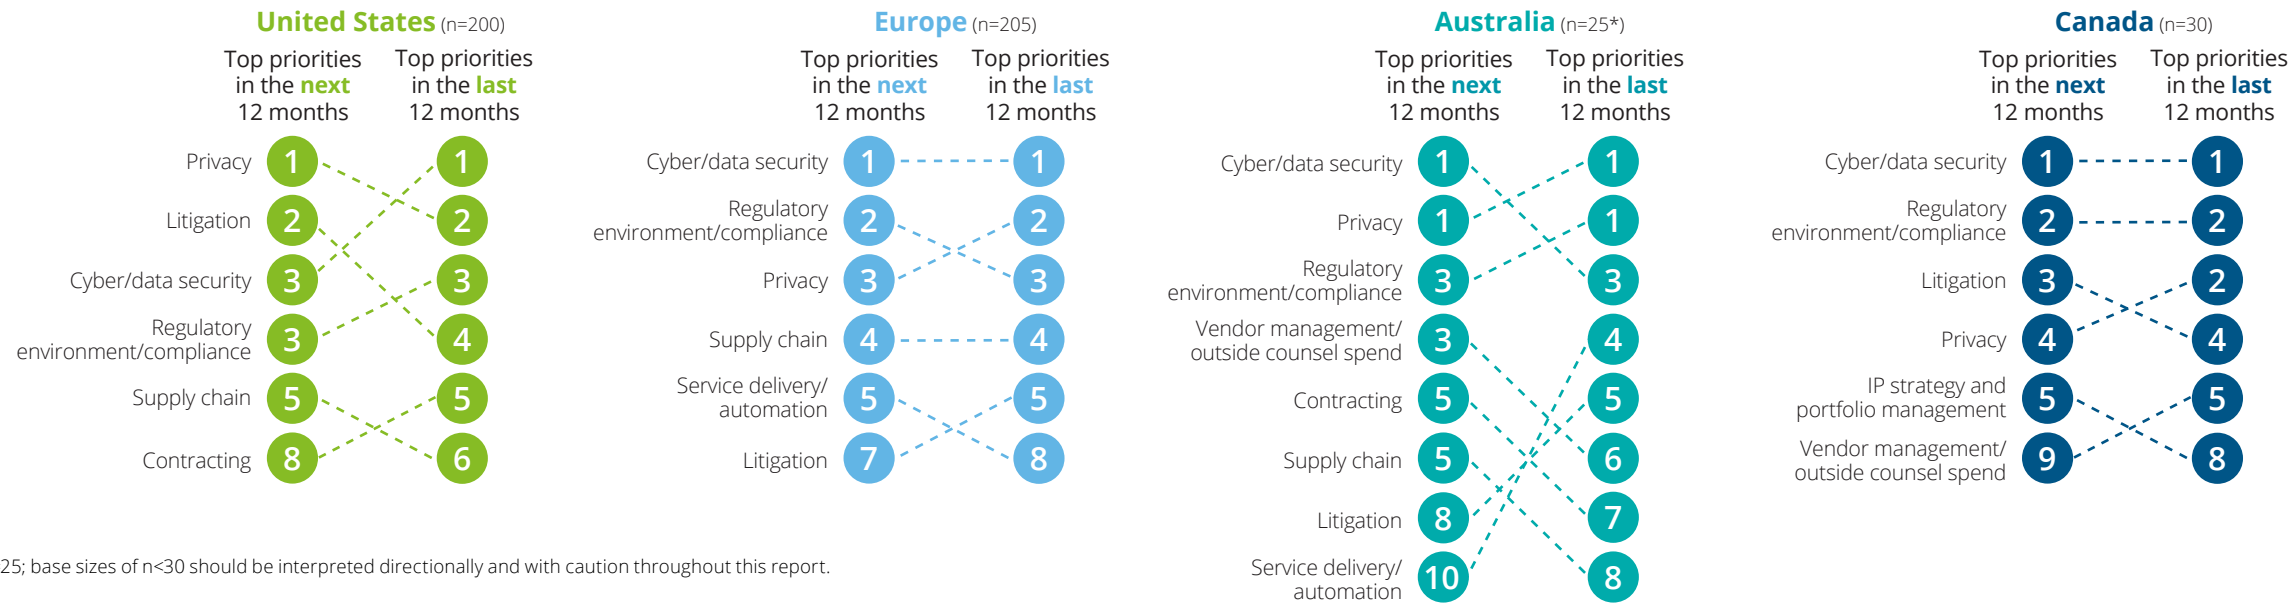 United States (n=200)
Top priorities in the next 12 months
Top priorities in the last 12 months
Privacy 1 1
Litigation 2 2
Cyber/data security 3 3
Regulatory
environment/compliance 3 4
Supply chain 5 5
Contracting 8 6
Europe (n=205)
Top priorities in the next 12 months
Top priorities in the last 12 months
Cyber/data security 1 1
Regulatory
environment/compliance 2 2
Privacy 3 3
Supply chain 4 4
Service delivery/
automation 5 5
Litigation 7 8
Australia (n=25*)
Top priorities in the next 12 months
Top priorities in the last 12 months
Cyber/data security 1 1
Privacy 1 1
Regulatory
environment/compliance 3 3
Vendor management/
outside counsel spend 3 4
Contracting 5 5
Supply chain 5 6
Litigation 8 7
Service delivery/
automation 10 8
Canada (n=30)
Top priorities in the next 12 months
Top priorities in the last 12 months
Cyber/data security 1 1
Regulatory
environment/compliance 2 2
Litigation 3 2
Privacy 4 4
IP strategy and
portfolio management 5 5
Vendor management/
outside counsel spend 9 8
25; base sizes of n<30 should be interpreted directionally and with caution throughout this report.